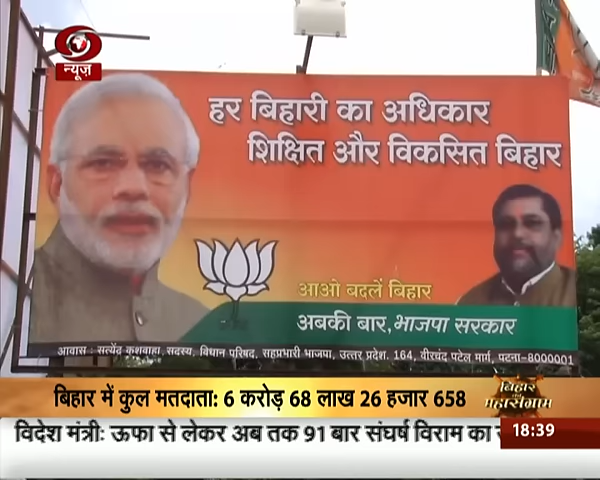 न्यूज़
हर बिहारी का अधिकार
शिक्षित और विकसित बिहार
आओ बदलें बिहार
अबकी बार, भाजपा सरकार
आवास : सत्येंद्र कुशवाहा, सदस्य, विधान परिषद, सहप्रभारी भाजपा, उत्तर प्रदेश. 164, वीरचंद पटेल मार्ग, पटना-8000001
बिहार में कुल मतदाता: 6 करोड़ 68 लाख 26 हजार 658
बिहार
महासंग्राम
विदेश मंत्री: ऊफा से लेकर अब तक 91 बार संघर्ष विराम का
18:39